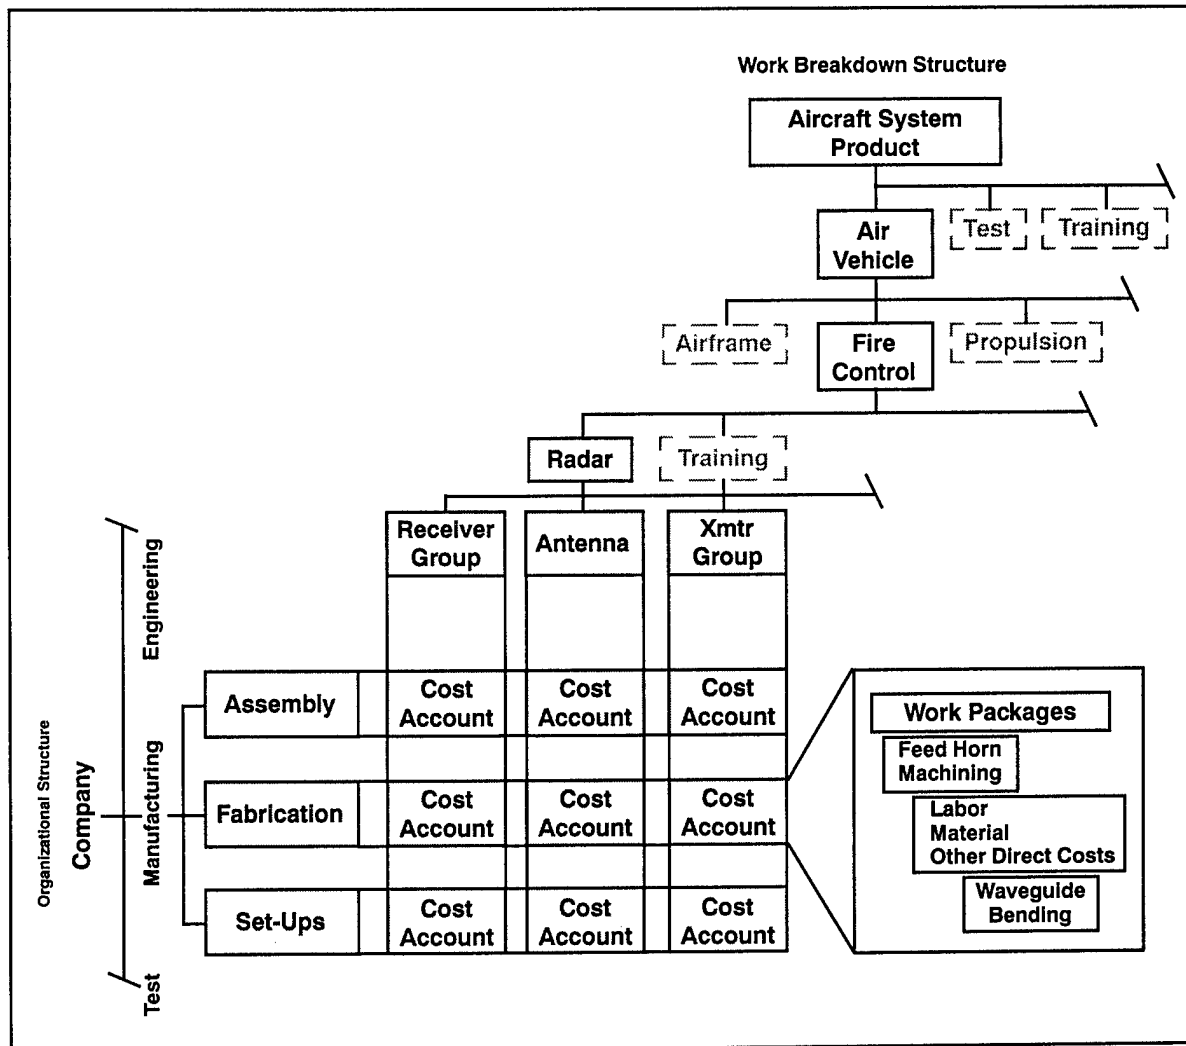 Work Breakdown Structure
Aircraft System
Product
Air
Vehicle
Test
Training
Airframe
Fire
Control
Propulsion
Radar
Training
Receiver
Group
Antenna
Xmtr
Group
Organizational Structure
Company
Engineering
Manufacturing
Test
Assembly
Cost
Account
Cost
Account
Cost
Account
Fabrication
Cost
Account
Cost
Account
Cost
Account
Set-Ups
Cost
Account
Cost
Account
Cost
Account
Work Packages
Feed Horn
Machining
Labor
Material
Other Direct Costs
Waveguide
Bending